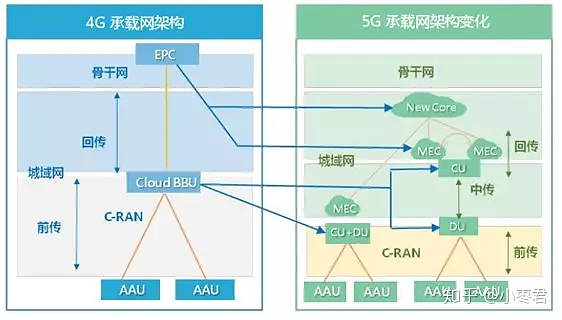 4G 承载网架构
EPC
骨干网
回传
城域网
Cloud BBU
C-RAN
前传
AAU
AAU
5G 承载网架构变化
骨干网
New Core
MEC
MEC
回传
城域网
CU
中传
MEC
CU+DU
DU
C-RAN
前传
AAU
AAU
AAU
AAU
知乎 @小枣君